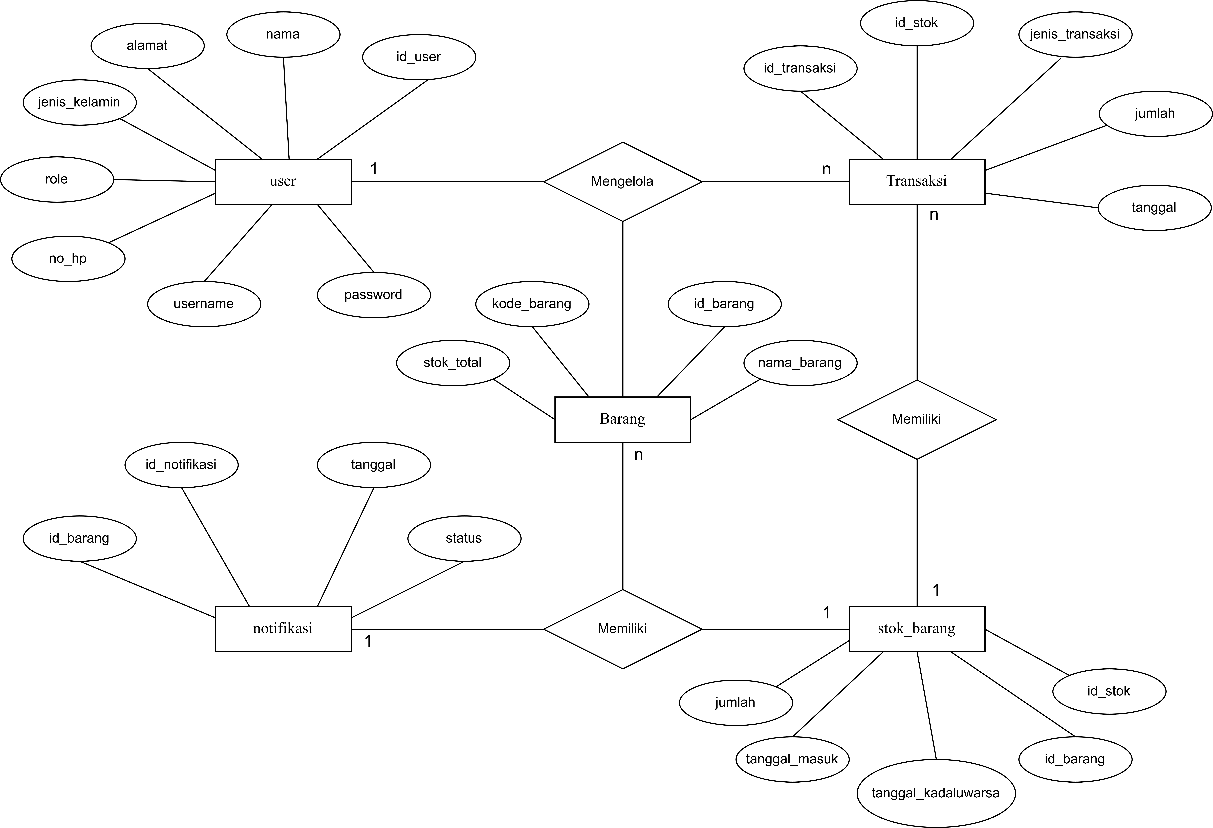 id_stok
nama
jenis_transaksi
alamat
id_user
id_transaksi
jenis_kelamin
jumlah
1
n
role
user
Mengelola
Transaksi
tanggal
n
no_hp
username
password
kode_barang
id_barang
stok_total
nama_barang
Barang
Memiliki
n
id_notifikasi
tanggal
id_barang
status
1
1
notifikasi
Memiliki
stok_barang
1
id_stok
jumlah
tanggal_masuk
id_barang
tanggal_kadaluwarsa